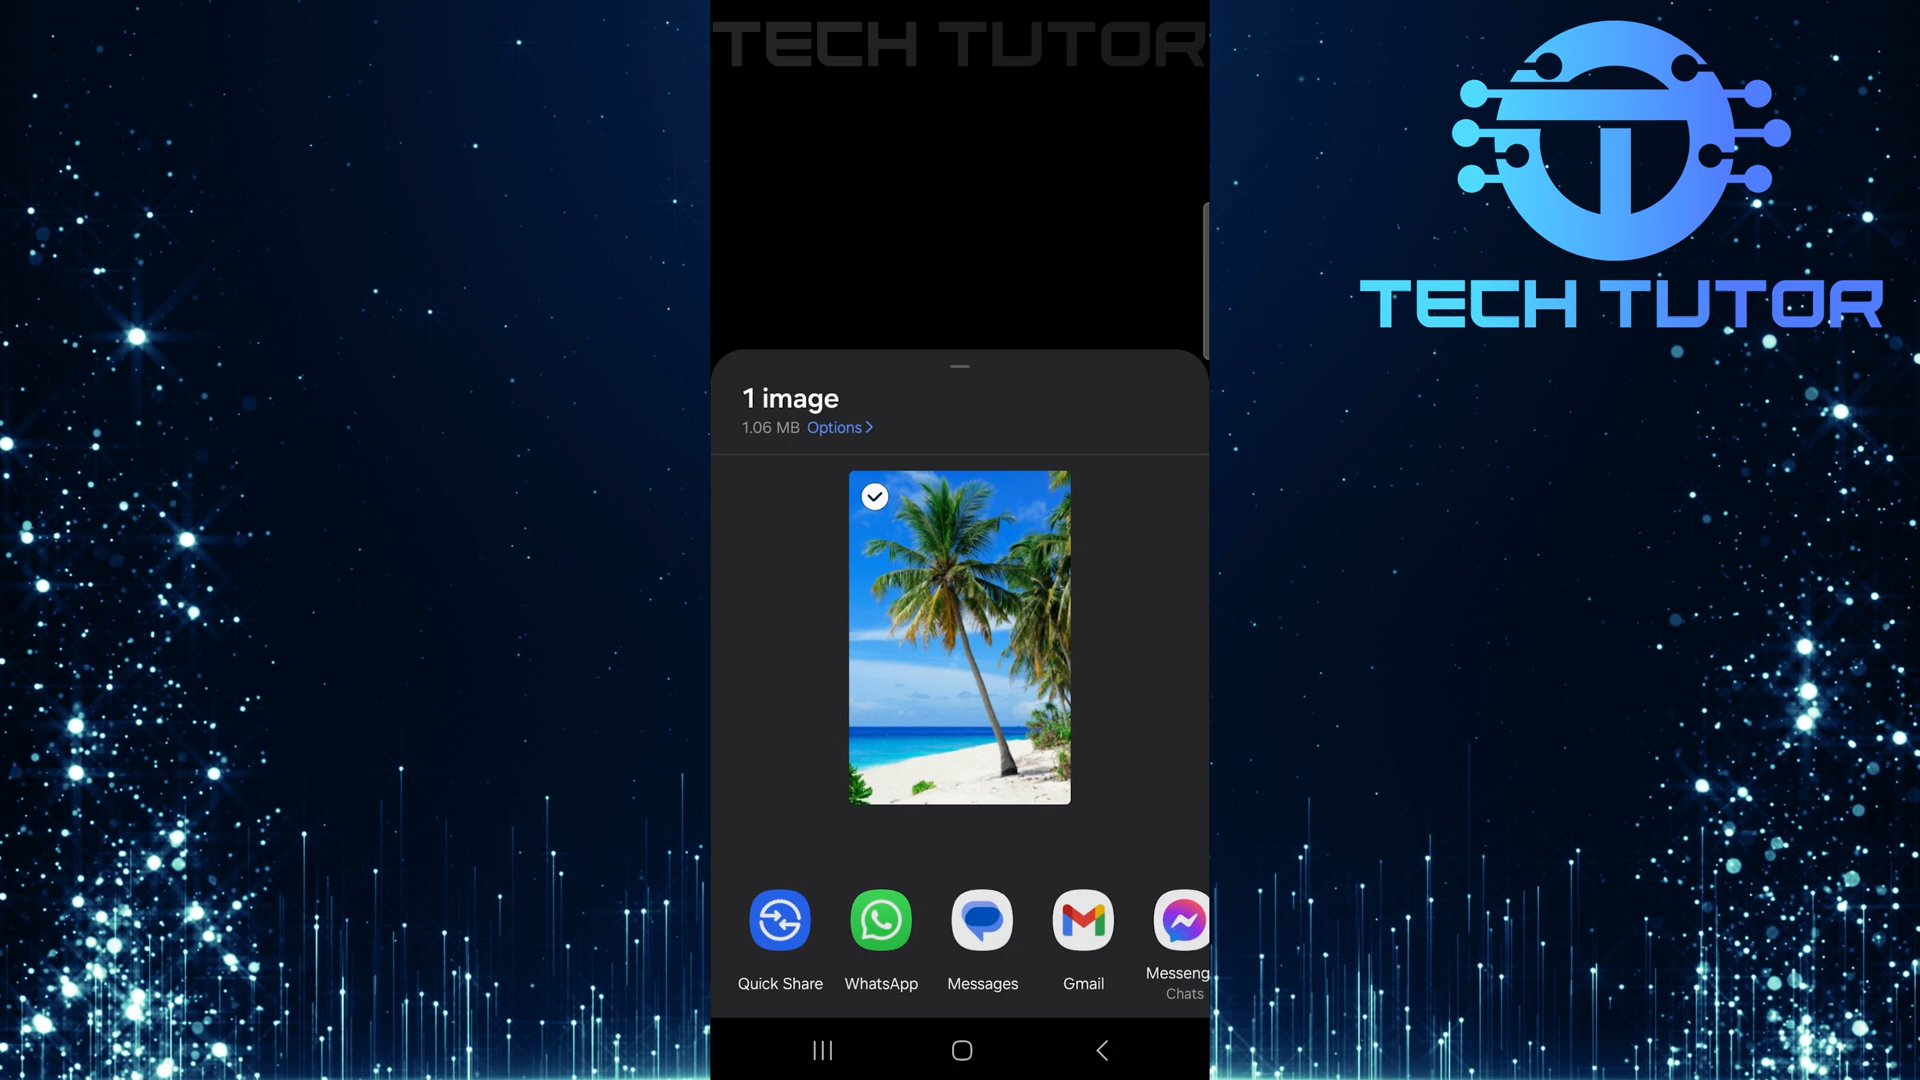 TECH TUTOR
TECH TUTOR
1 image
1.06 MB Options >
Quick Share
WhatsApp
Messages
Gmail
Messeng
Chats